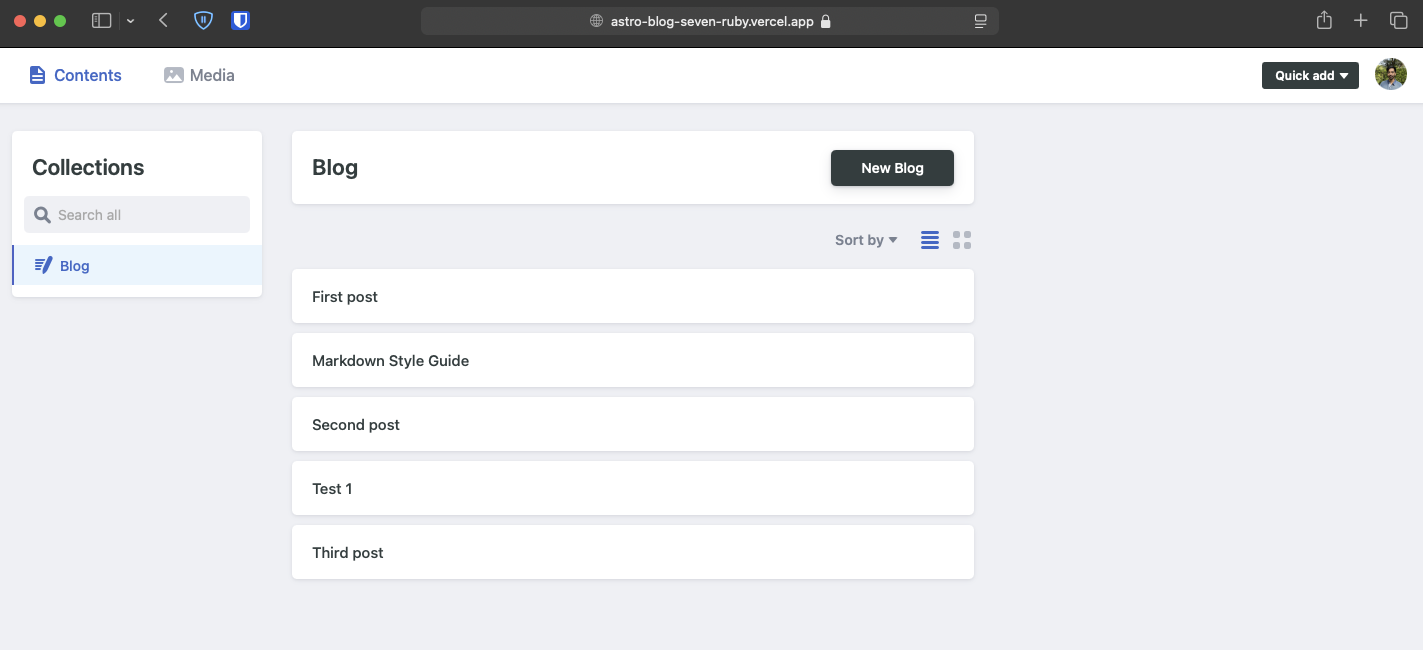 astro-blog-seven-ruby.vercel.app
Contents
Media
Quick add
Collections
Search all
Blog
Blog
New Blog
Sort by
First post
Markdown Style Guide
Second post
Test 1
Third post